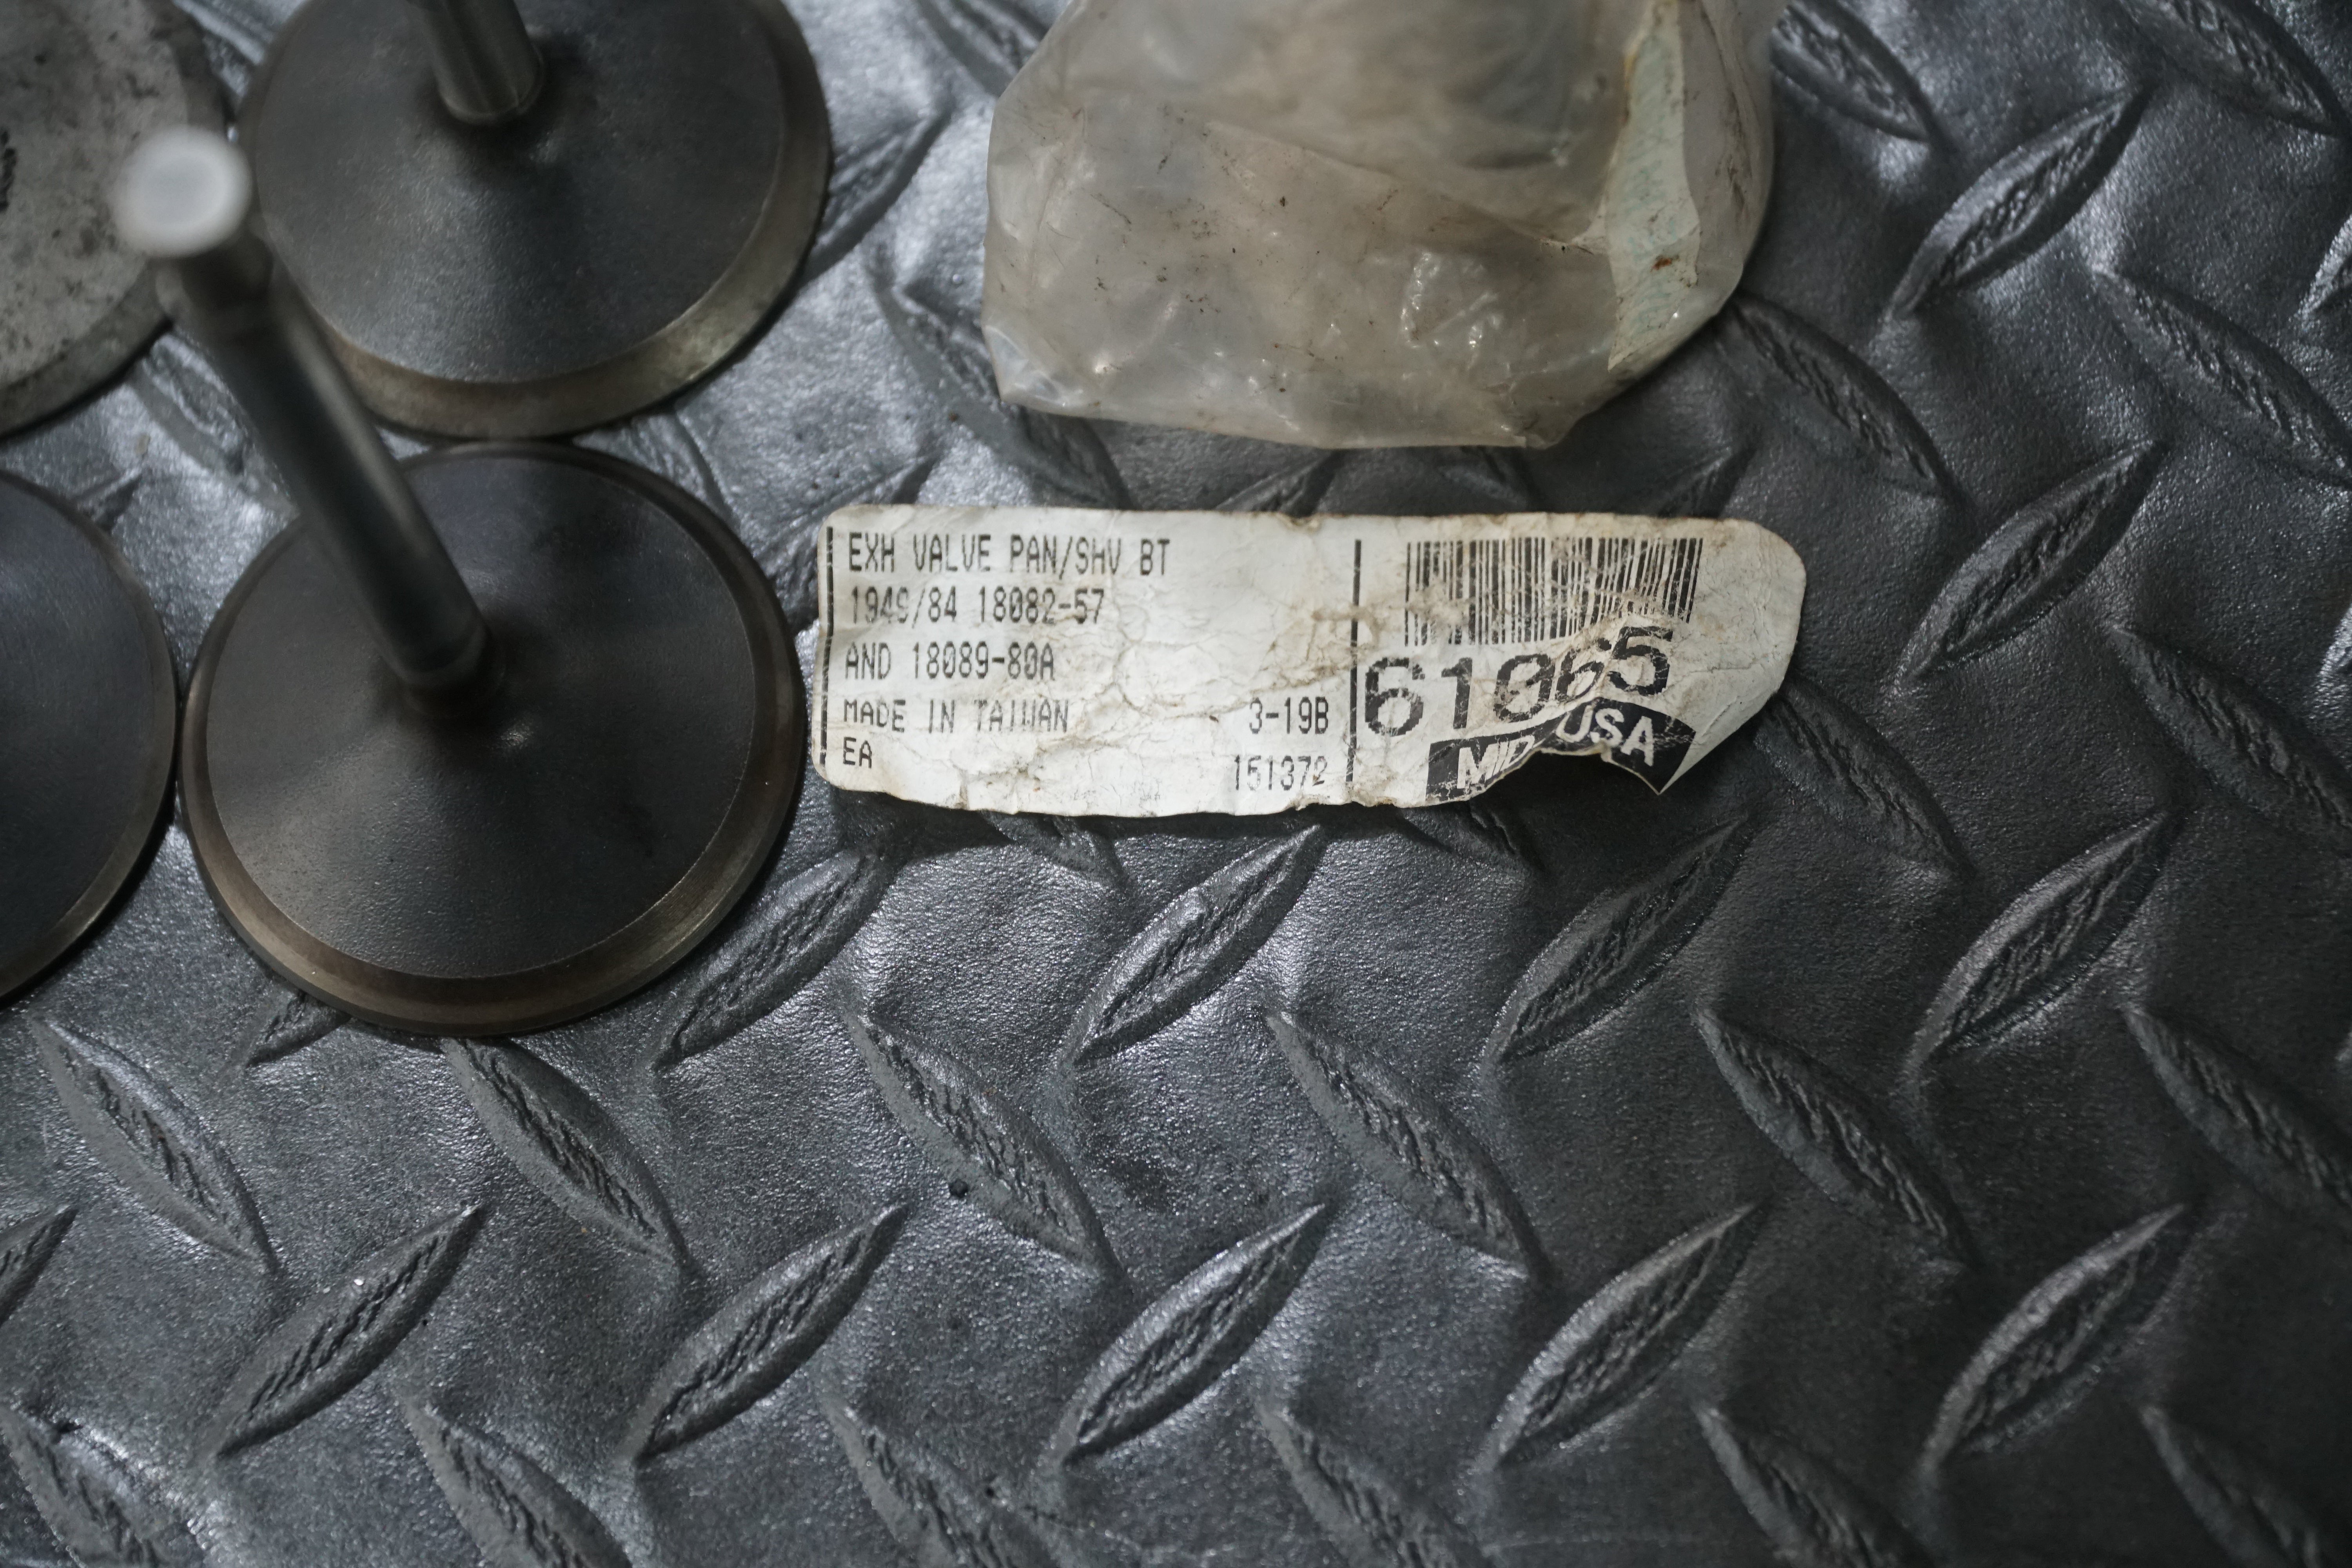 EXH VALVE PAN/SHV BT
1949/84 18082-57
AND 18089-80A
MADE IN TAIWAN 3-19B
EA 151372
61065
MID USA